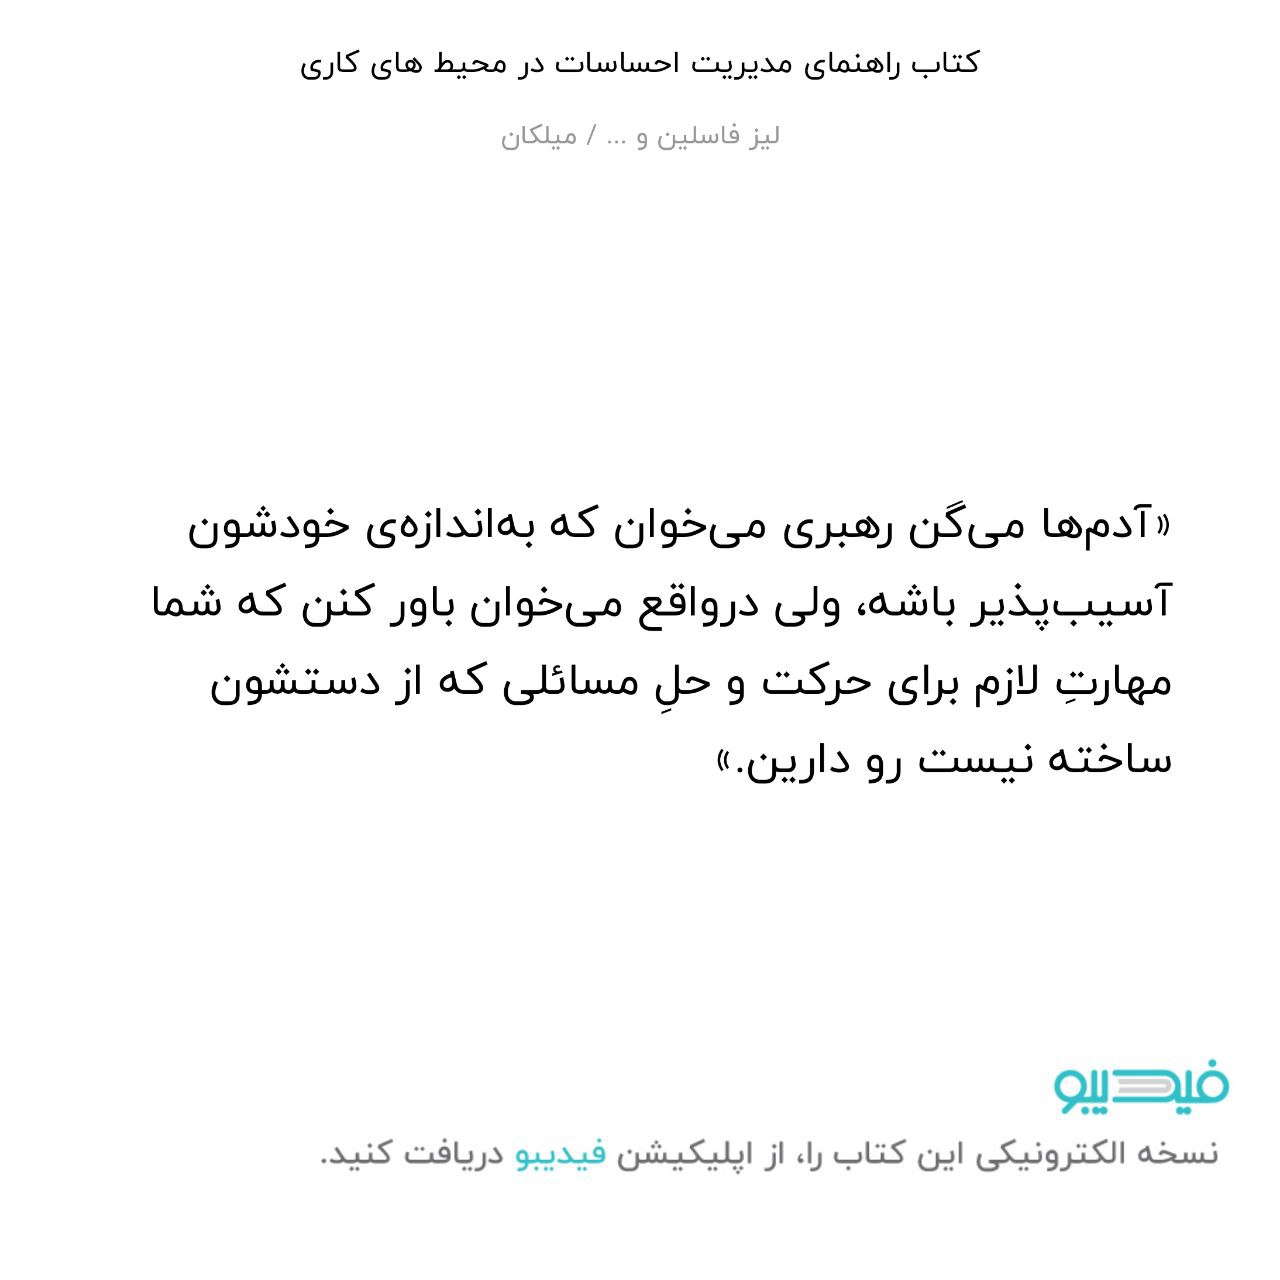 کتاب راهنمای مدیریت احساسات در محیط های کاری
لیز فاسلین و ... / میلکان
«آدم‌ها می‌گن رهبری می‌خوان که به‌اندازه‌ی خودشون
آسیب‌پذیر باشه، ولی درواقع می‌خوان باور کنن که شما
مهارتِ لازم برای حرکت و حلِ مسائلی که از دستشون
ساخته نیست رو دارین.»
فیدیبو
نسخه الکترونیکی این کتاب را، از اپلیکیشن فیدیبو دریافت کنید.